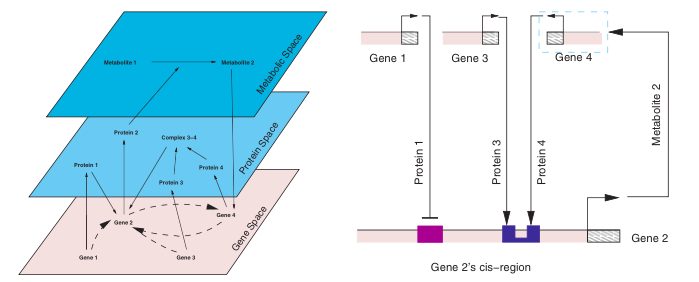 Metabolite 1
Metabolite 2
Metabolic Space
Protein 2
Complex 3–4
Protein 1
Protein 4
Protein 3
Protein Space
Gene 2
Gene 4
Gene 1
Gene 3
Gene Space
Gene 1
Gene 3
Gene 4
Protein 1
Protein 3
Protein 4
Metabolite 2
Gene 2
Gene 2's cis–region